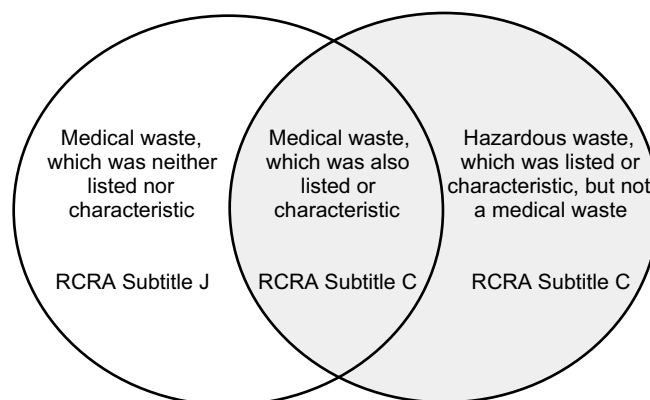 Medical waste,
which was neither
listed nor
characteristic
RCRA Subtitle J
Medical waste,
which was also
listed or
characteristic
RCRA Subtitle C
Hazardous waste,
which was listed or
characteristic, but not
a medical waste
RCRA Subtitle C